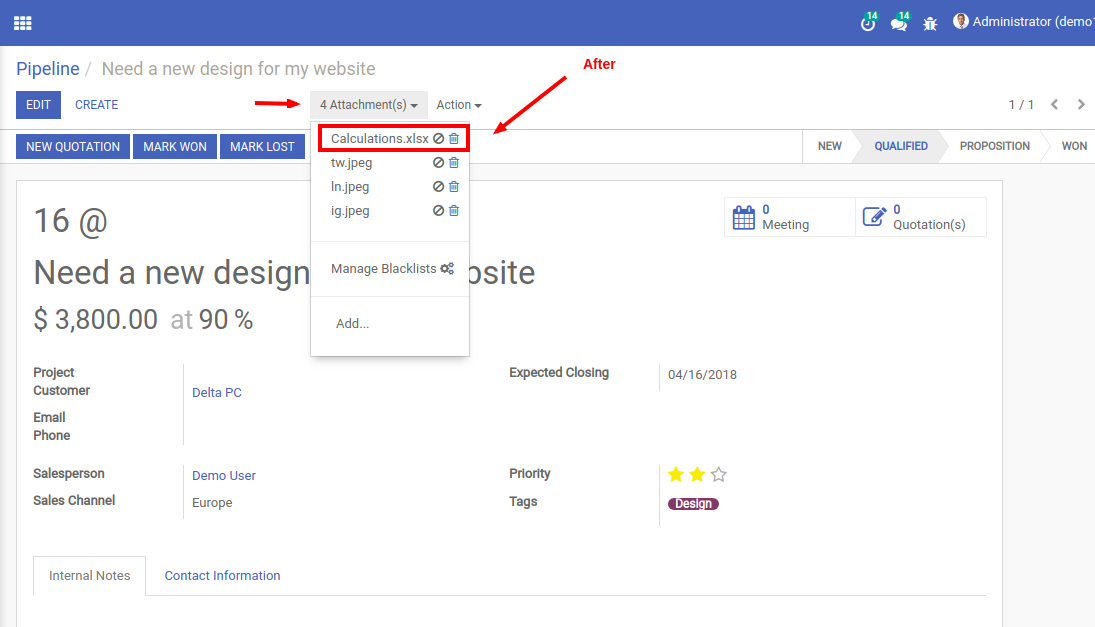 14 14 Administrator (demo1
Pipeline / Need a new design for my website
After
EDIT CREATE 4 Attachment(s) Action 1 / 1
NEW QUOTATION MARK WON MARK LOST NEW QUALIFIED PROPOSITION WON
Calculations.xlsx
tw.jpeg
ln.jpeg
ig.jpeg
Manage Blacklists
Add...
16 @
0 Meeting
0 Quotation(s)
Need a new design bsite
$ 3,800.00 at 90 %
Project
Customer Delta PC
Email
Phone
Expected Closing 04/16/2018
Salesperson Demo User
Sales Channel Europe
Priority
Tags Design
Internal Notes Contact Information